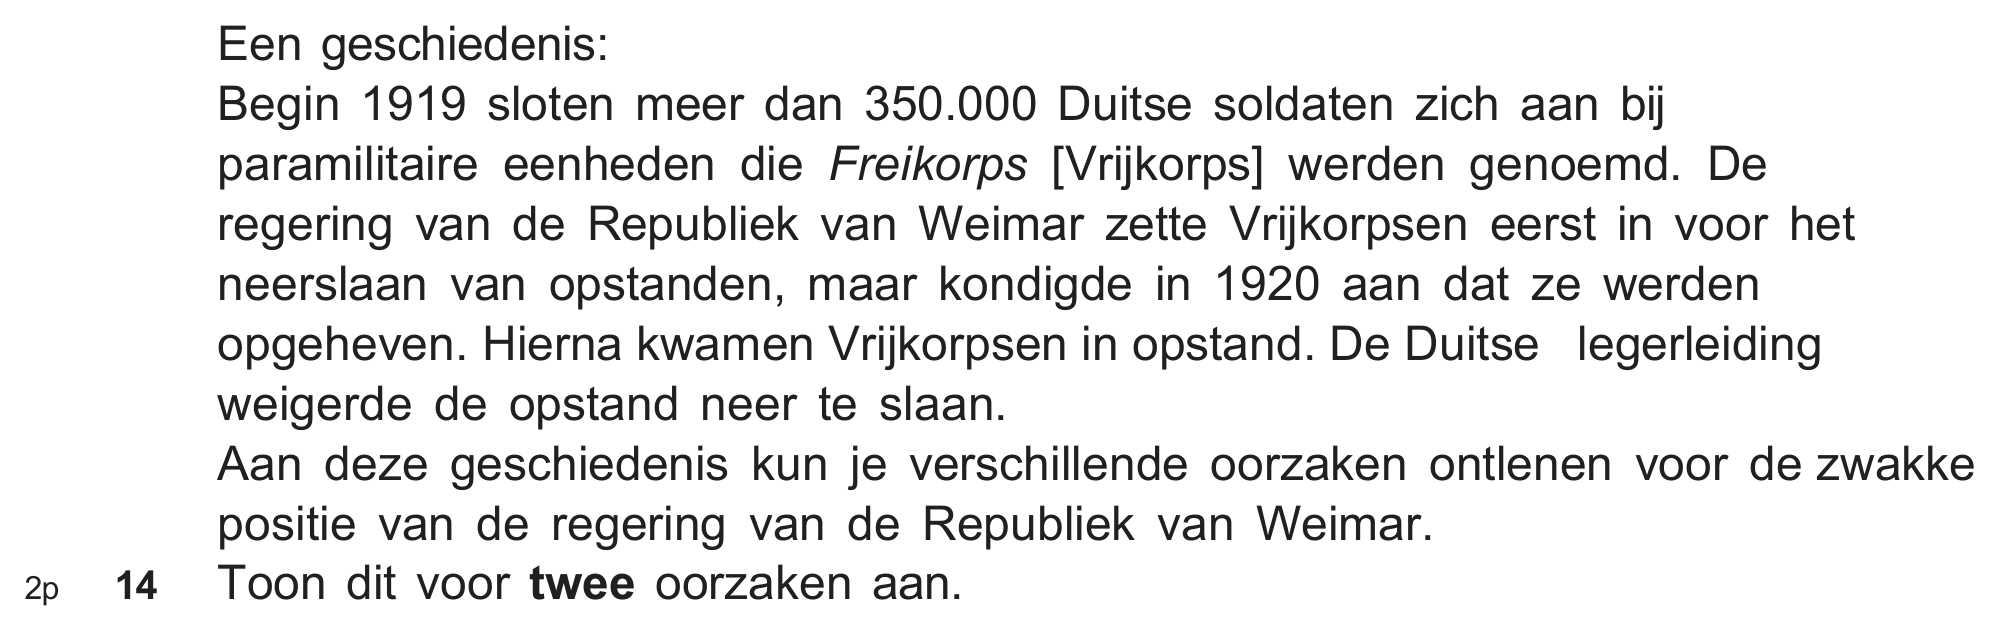 Een geschiedenis:
Begin 1919 sloten meer dan 350.000 Duitse soldaten zich aan bij
paramilitaire eenheden die Freikorps [Vrijkorps] werden genoemd. De
regering van de Republiek van Weimar zette Vrijkorpsen eerst in voor het
neerslaan van opstanden, maar kondigde in 1920 aan dat ze werden
opgeheven. Hierna kwamen Vrijkorpsen in opstand. De Duitse legerleiding
weigerde de opstand neer te slaan.
Aan deze geschiedenis kun je verschillende oorzaken ontlenen voor de zwakke
positie van de regering van de Republiek van Weimar.
2p 14 Toon dit voor twee oorzaken aan.